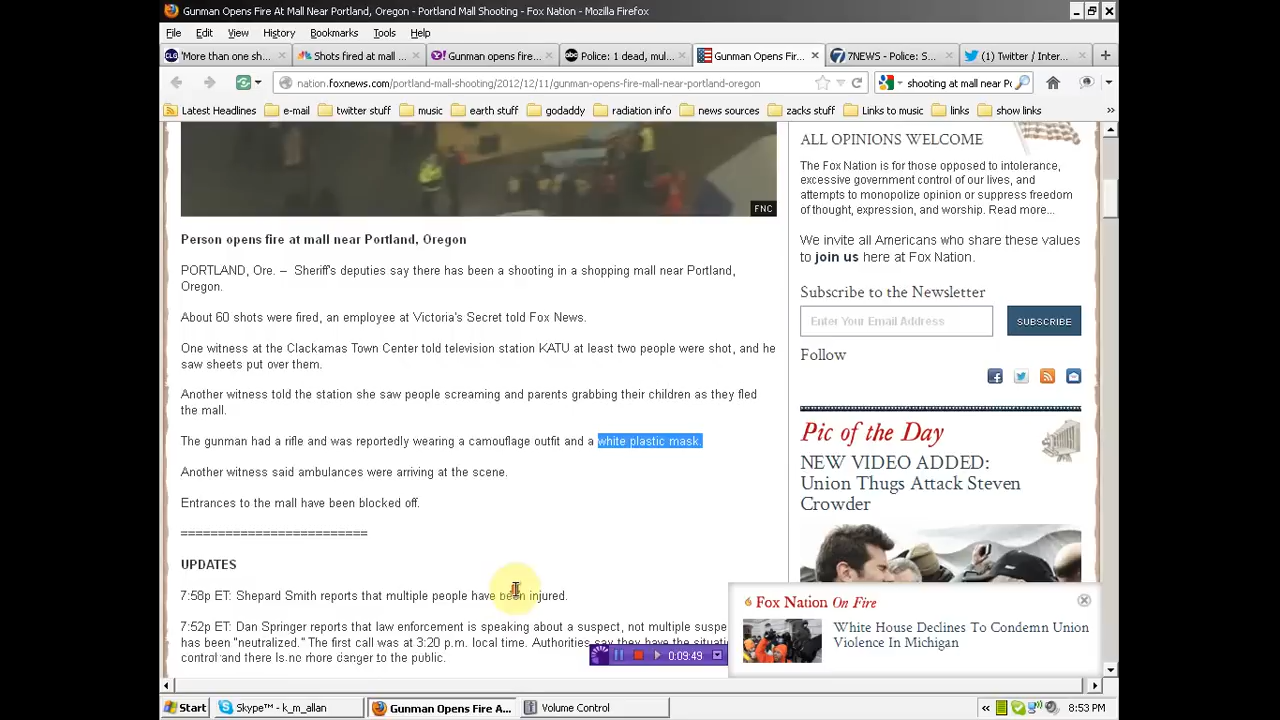 Gunman Opens Fire At Mall Near Portland, Oregon - Portland Mall Shooting - Fox Nation - Mozilla Firefox
File Edit View History Bookmarks Tools Help
'More than one sh... Shots fired at mall ... Gunman opens fire... Police: 1 dead, mul... Gunman Opens Fire... 7NEWS - Police: S... (1) Twitter / Inter...
nation.foxnews.com/portland-mall-shooting/2012/12/11/gunman-opens-fire-mall-near-portland-oregon
shooting at mall near Po
Latest Headlines e-mail twitter stuff music earth stuff godaddy radiation info news sources zacks stuff Links to music links show links
FNC
Person opens fire at mall near Portland, Oregon
PORTLAND, Ore. – Sheriff's deputies say there has been a shooting in a shopping mall near Portland,
Oregon.
About 60 shots were fired, an employee at Victoria's Secret told Fox News.
One witness at the Clackamas Town Center told television station KATU at least two people were shot, and he
saw sheets put over them.
Another witness told the station she saw people screaming and parents grabbing their children as they fled
the mall.
The gunman had a rifle and was reportedly wearing a camouflage outfit and a white plastic mask.
Another witness said ambulances were arriving at the scene.
Entrances to the mall have been blocked off.
=========================
UPDATES
7:58p ET: Shepard Smith reports that multiple people have been injured.
7:52p ET: Dan Springer reports that law enforcement is speaking about a suspect, not multiple suspe
has been "neutralized." The first call was at 3:20 p.m. local time. Authorities say they have the situati
control and there is no more danger to the public.
ALL OPINIONS WELCOME
The Fox Nation is for those opposed to intolerance,
excessive government control of our lives, and
attempts to monopolize opinion or suppress freedom
of thought, expression, and worship. Read more...
We invite all Americans who share these values
to join us here at Fox Nation.
Subscribe to the Newsletter
Enter Your Email Address SUBSCRIBE
Follow
Pic of the Day
NEW VIDEO ADDED:
Union Thugs Attack Steven
Crowder
Fox Nation On Fire
White House Declines To Condemn Union
Violence In Michigan
0:09:49
Start Skype™ - k_m_allan Gunman Opens Fire A... Volume Control « 8:53 PM